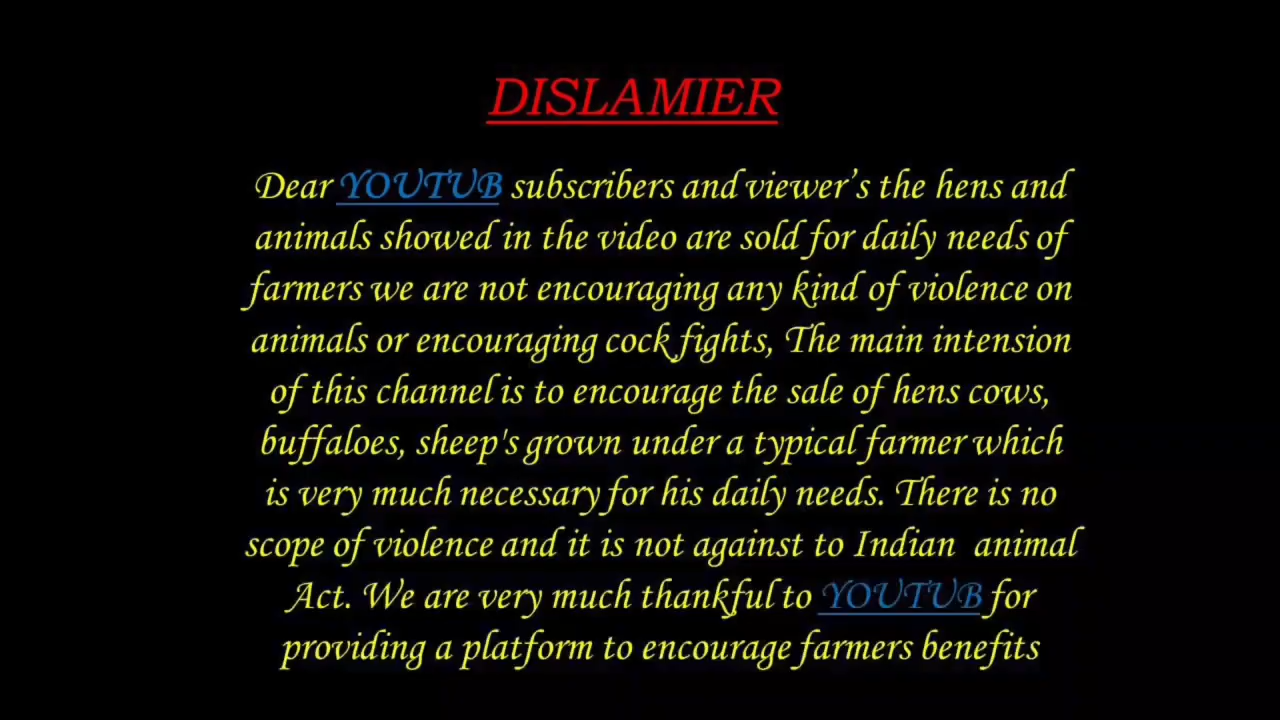 DISLAMIER
Dear YOUTUB subscribers and viewer’s the hens and
animals showed in the video are sold for daily needs of
farmers we are not encouraging any kind of violence on
animals or encouraging cock fights, The main intension
of this channel is to encourage the sale of hens cows,
buffaloes, sheep's grown under a typical farmer which
is very much necessary for his daily needs. There is no
scope of violence and it is not against to Indian animal
Act. We are very much thankful to YOUTUB for
providing a platform to encourage farmers benefits